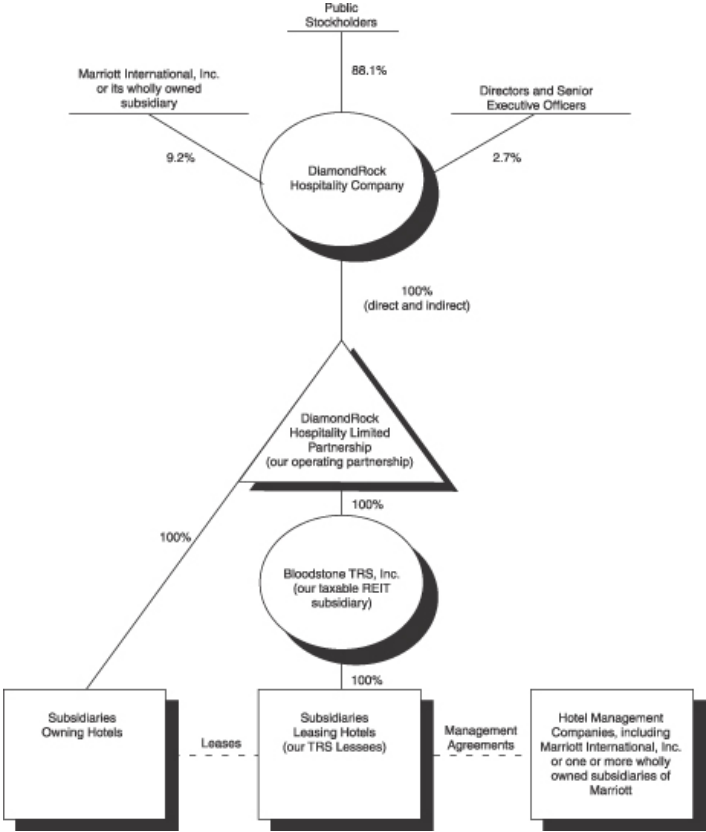 Public
Stockholders
88.1%
Marriott International, Inc.
or its wholly owned
subsidiary
9.2%
Directors and Senior
Executive Officers
2.7%
DiamondRock
Hospitality Company
100%
(direct and indirect)
DiamondRock
Hospitality Limited
Partnership
(our operating partnership)
100%
100%
Bloodstone TRS, Inc.
(our taxable REIT
subsidiary)
100%
Subsidiaries
Owning Hotels
Leases
Subsidiaries
Leasing Hotels
(our TRS Lessees)
Management
Agreements
Hotel Management
Companies, including
Marriott International, Inc.
or one or more wholly
owned subsidiaries of
Marriott